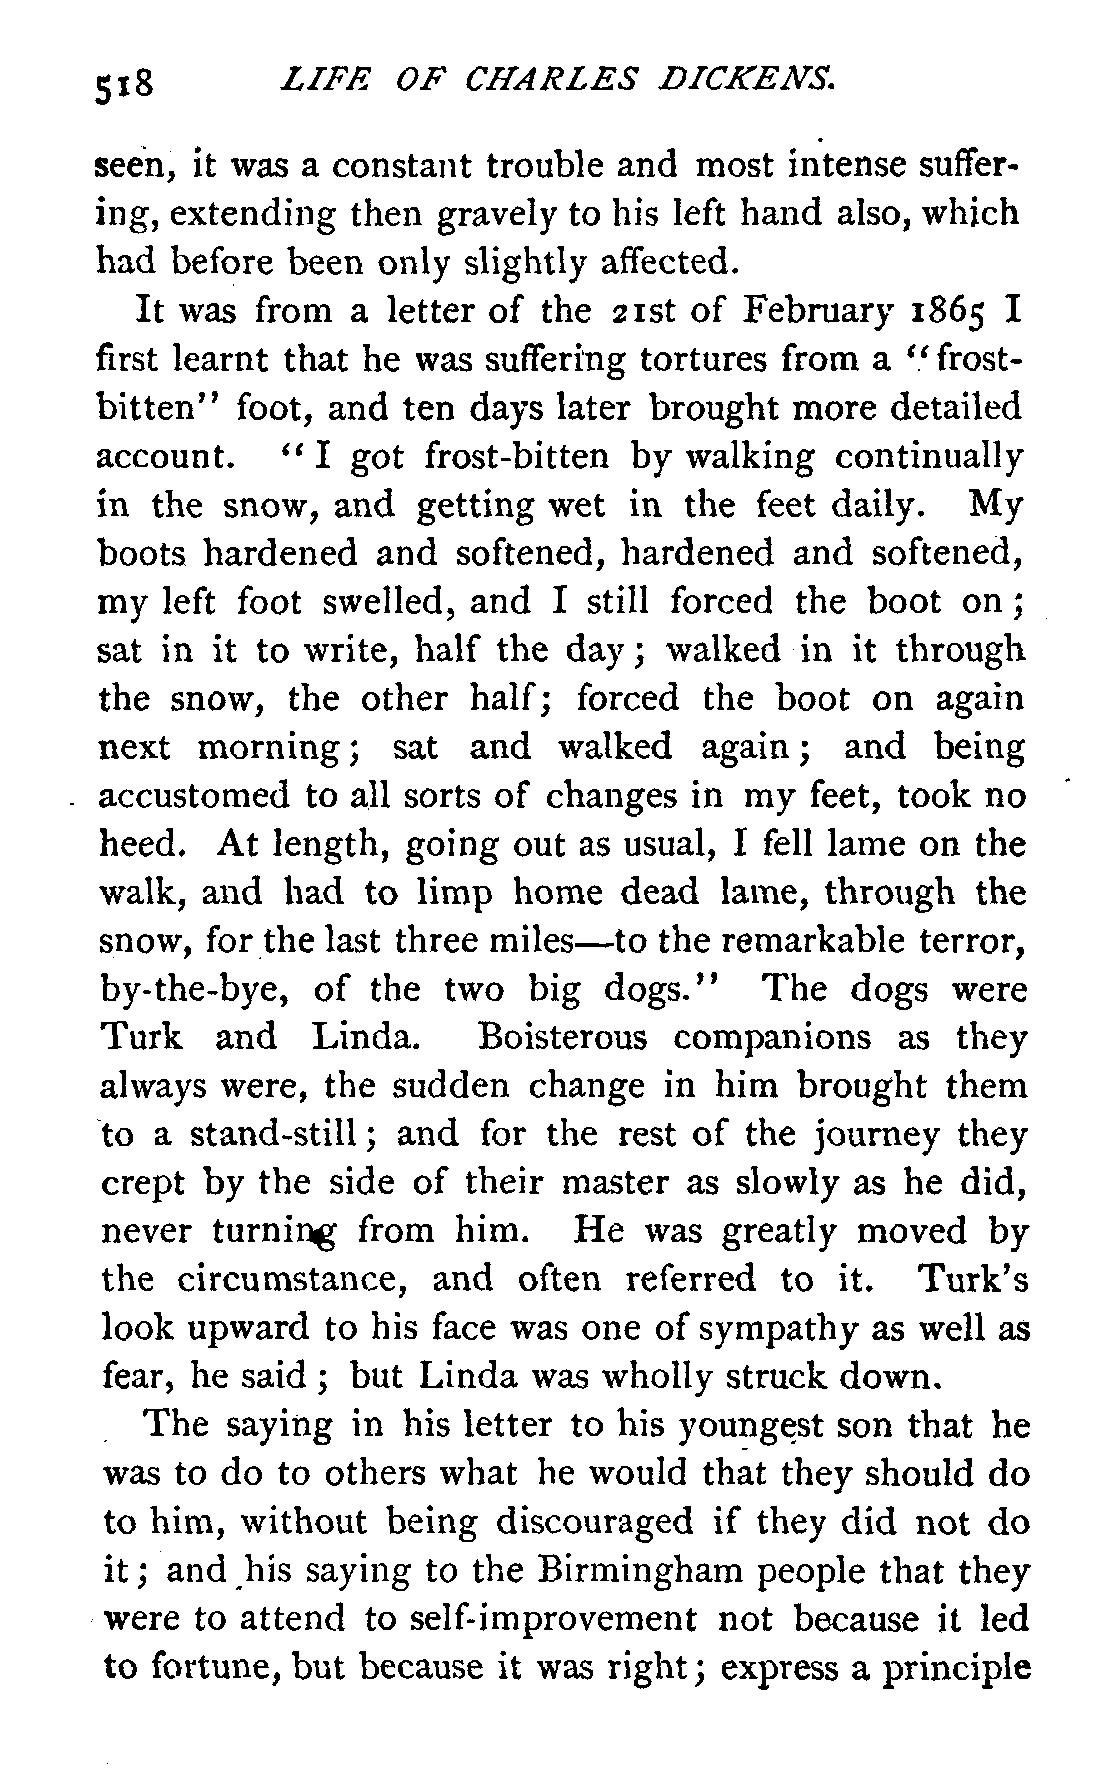 518 LIFE OF CHARLES DICKENS.
seen, it was a constant trouble and most intense suffer-
ing, extending then gravely to his left hand also, which
had before been only slightly affected.
It was from a letter of the 21st of February 1865 I
first learnt that he was suffering tortures from a “frost-
bitten” foot, and ten days later brought more detailed
account. “I got frost-bitten by walking continually
in the snow, and getting wet in the feet daily. My
boots hardened and softened, hardened and softened,
my left foot swelled, and I still forced the boot on;
sat in it to write, half the day; walked in it through
the snow, the other half; forced the boot on again
next morning; sat and walked again; and being
accustomed to all sorts of changes in my feet, took no
heed. At length, going out as usual, I fell lame on the
walk, and had to limp home dead lame, through the
snow, for the last three miles—to the remarkable terror,
by-the-bye, of the two big dogs.” The dogs were
Turk and Linda. Boisterous companions as they
always were, the sudden change in him brought them
to a stand-still; and for the rest of the journey they
crept by the side of their master as slowly as he did,
never turning from him. He was greatly moved by
the circumstance, and often referred to it. Turk’s
look upward to his face was one of sympathy as well as
fear, he said; but Linda was wholly struck down.
The saying in his letter to his youngest son that he
was to do to others what he would that they should do
to him, without being discouraged if they did not do
it; and his saying to the Birmingham people that they
were to attend to self-improvement not because it led
to fortune, but because it was right; express a principle